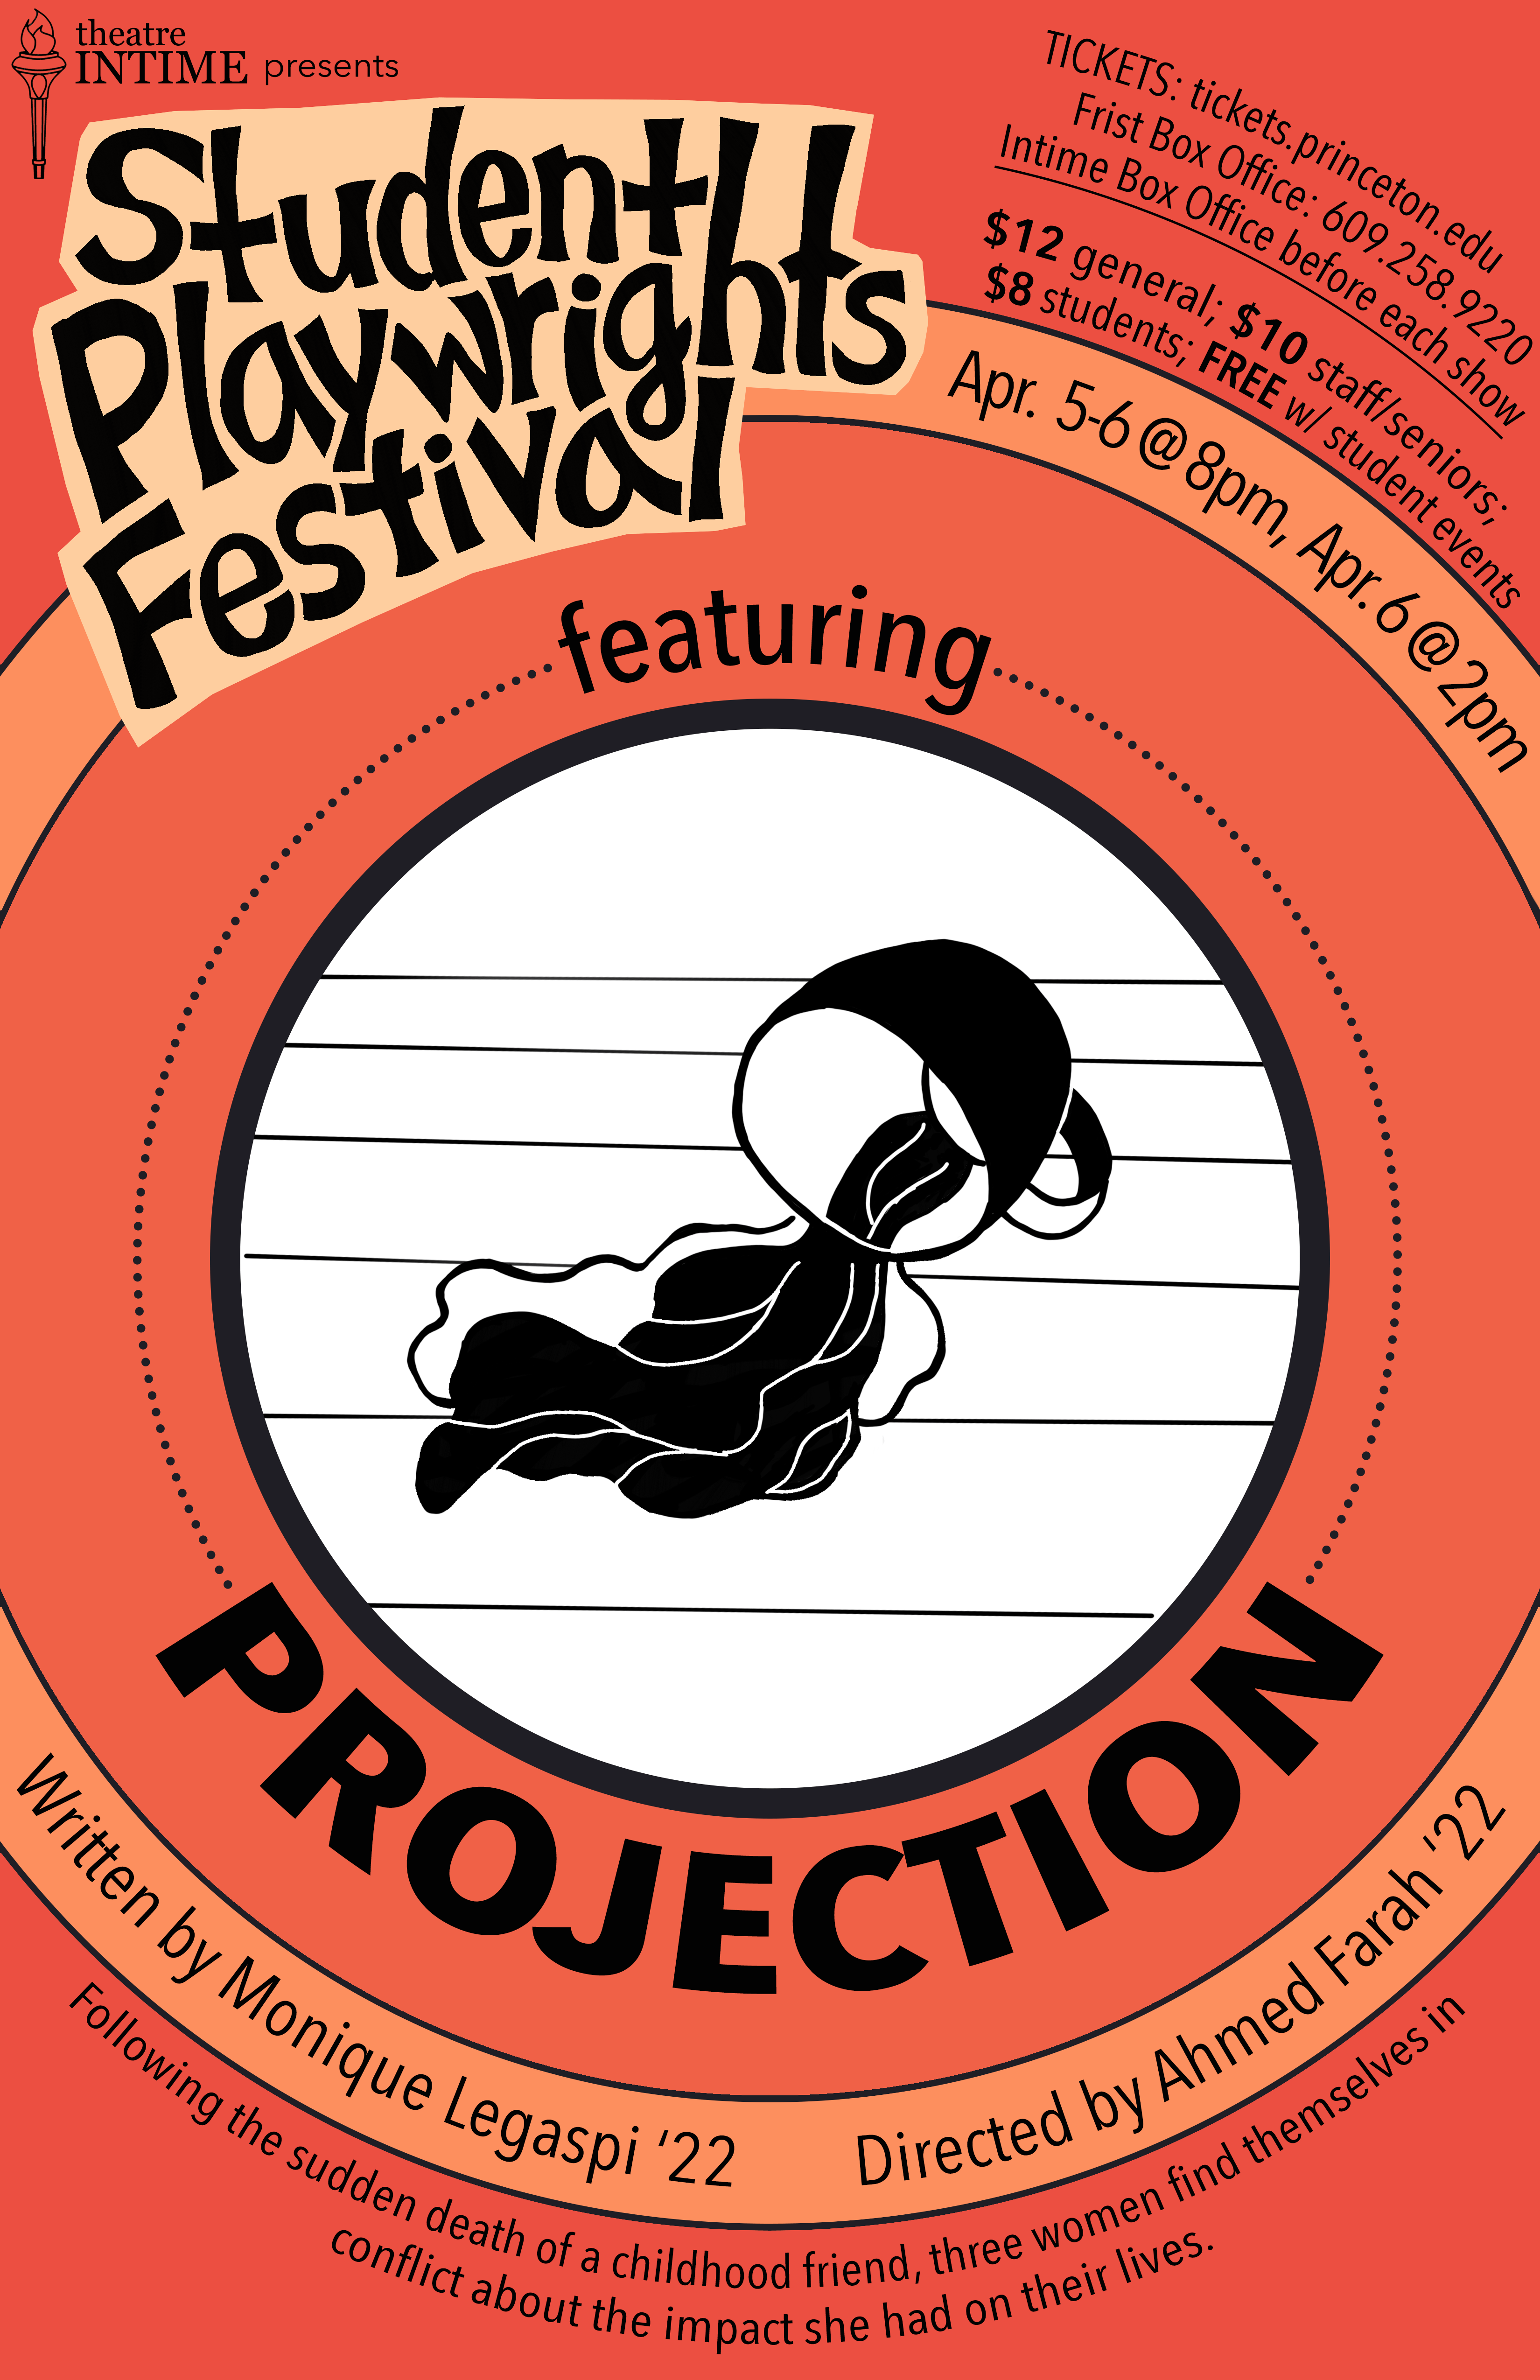 theatre
INTIME presents
Student
Playwrights
Festival
TICKETS: tickets.princeton.edu
Frist Box Office: 609.258.9220
Intime Box Office before each show
$12 general; $10 staff/seniors;
$8 students; FREE w/ student events
Apr. 5-6 @ 8pm, Apr. 6 @ 2pm
featuring
PROJECTION
Written by Monique Legaspi ‘22
Directed by Ahmed Farah ’22
Following the sudden death of a childhood friend, three women find themselves in
conflict about the impact she had on their lives.